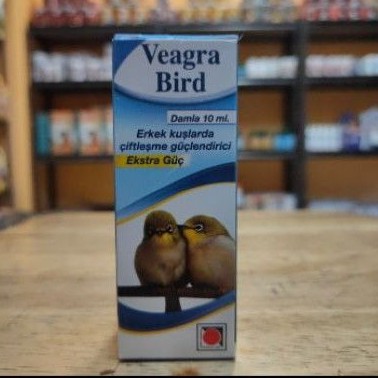 Veagra
Bird
Damla 10 ml.
Erkek kuşlarda
çiftleşme güçlendirici
Ekstra Güç